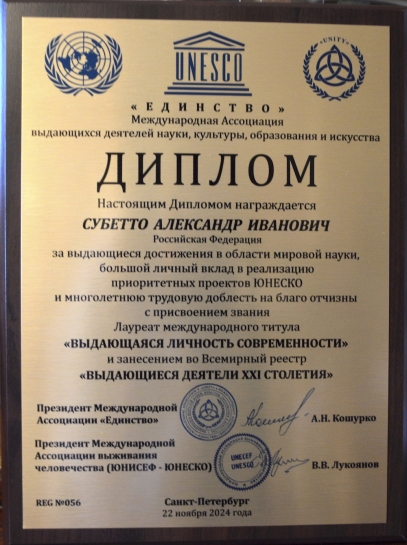 UNESCO
«UNITY»
«ЕДИНСТВО»
Международная Ассоциация
выдающихся деятелей науки, культуры, образования и искусства
ДИПЛОМ
Настоящим Дипломом награждается
СУБЕТТО АЛЕКСАНДР ИВАНОВИЧ
Российская Федерация
за выдающиеся достижения в области мировой науки,
большой личный вклад в реализацию
приоритетных проектов ЮНЕСКО
и многолетнюю трудовую доблесть на благо отчизны
с присвоением звания
Лауреат международного титула
«ВЫДАЮЩАЯСЯ ЛИЧНОСТЬ СОВРЕМЕННОСТИ»
и занесением во Всемирный реестр
«ВЫДАЮЩИЕСЯ ДЕЯТЕЛИ XXI СТОЛЕТИЯ»
Президент Международной
Ассоциации «Единство»
А.Н. Кошурко
Президент Международной
Ассоциации выживания
человечества (ЮНИСЕФ - ЮНЕСКО)
UNICEF
UNESCO
В.В. Лукоянов
REG №056
Санкт-Петербург
22 ноября 2024 года